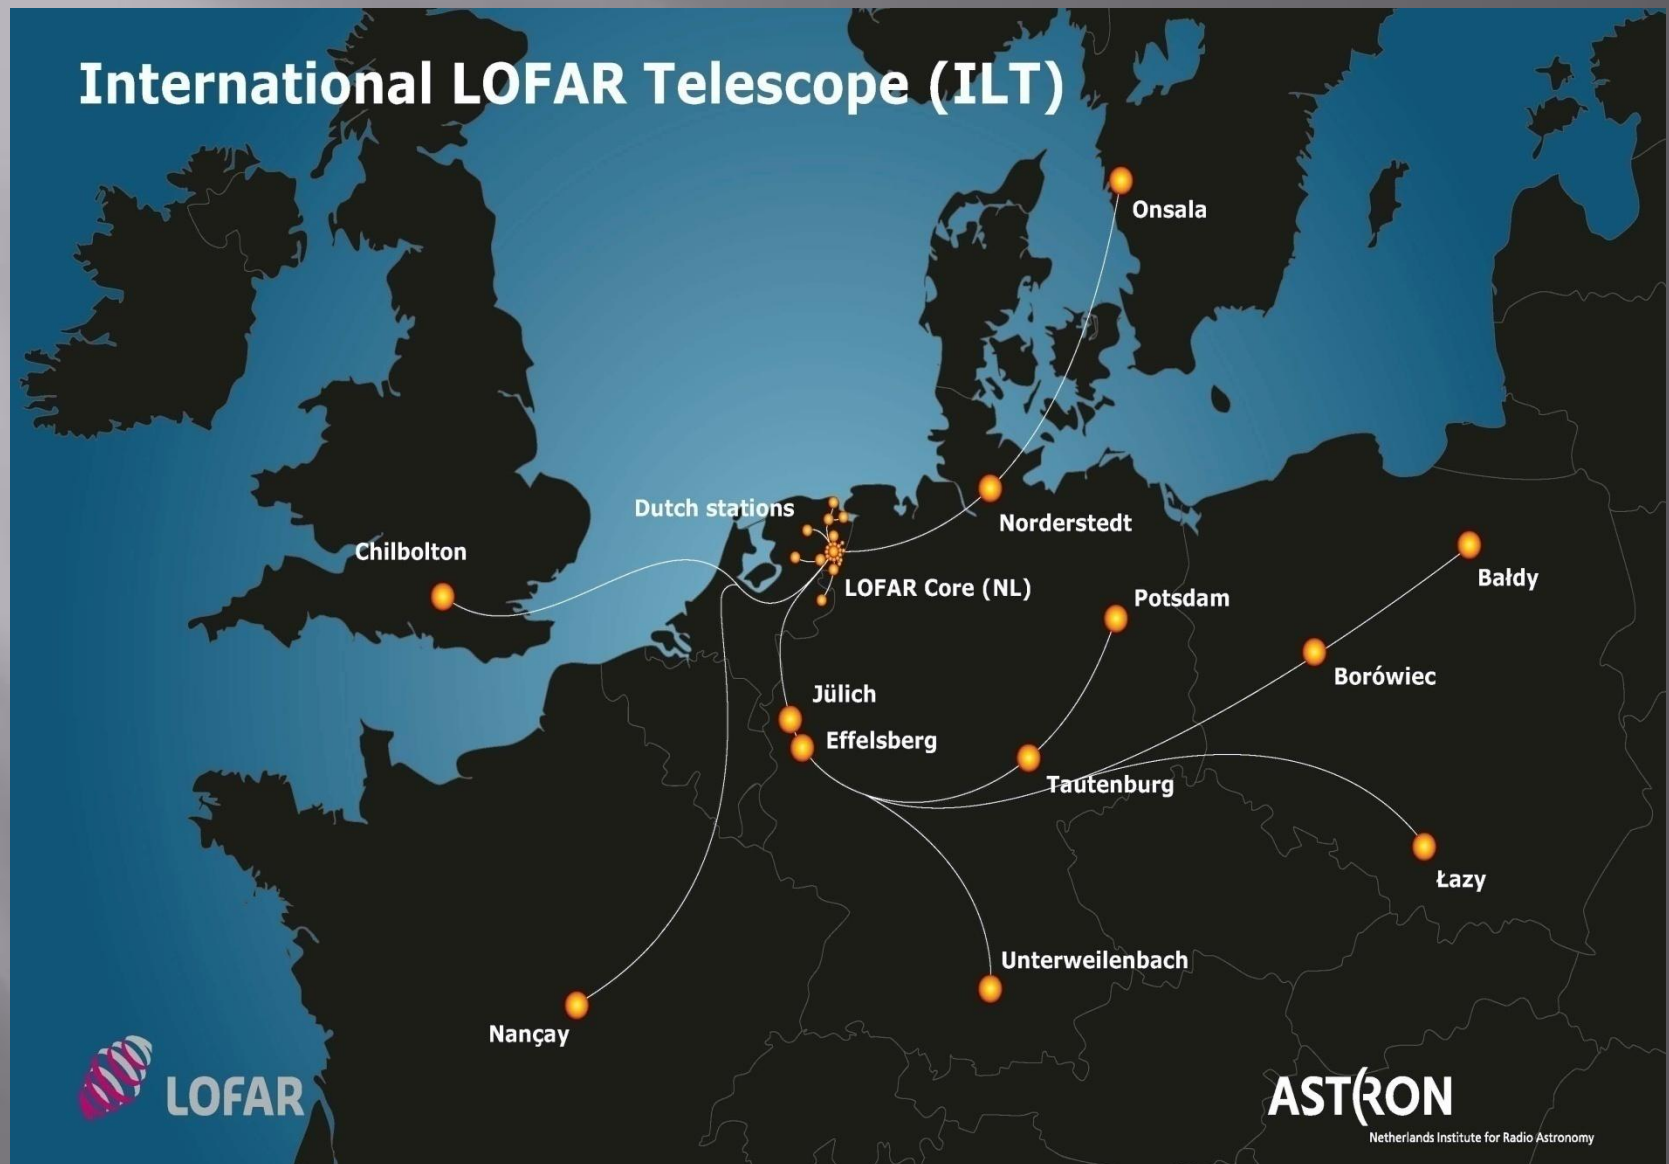 International LOFAR Telescope (ILT)
Onsala
Dutch stations
Norderstedt
Chilbolton
Bałdy
LOFAR Core (NL)
Potsdam
Borówiec
Jülich
Effelsberg
Tautenburg
Łazy
Unterweilenbach
Nançay
LOFAR
ASTRON
Netherlands Institute for Radio Astronomy